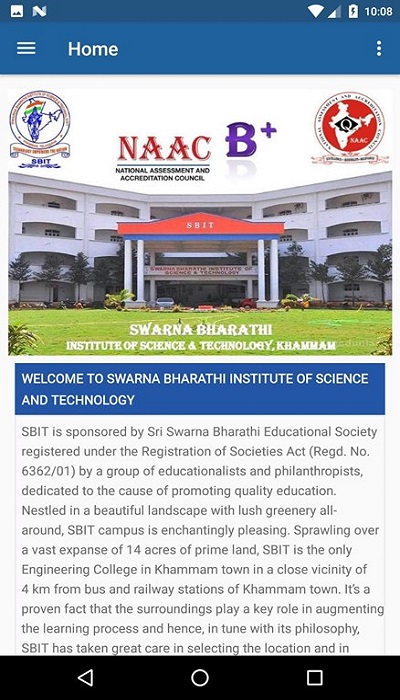 10:08
Home
SBIT
NAAC B+
NATIONAL ASSESSMENT AND
ACCREDITATION COUNCIL
NAAC
SBIT
SWARNA BHARATHI INSTITUTE OF
SCIENCE & TECHNOLOGY
SWARNA BHARATHI
INSTITUTE OF SCIENCE & TECHNOLOGY, KHAMMAM
WELCOME TO SWARNA BHARATHI INSTITUTE OF SCIENCE
AND TECHNOLOGY
SBIT is sponsored by Sri Swarna Bharathi Educational Society
registered under the Registration of Societies Act (Regd. No.
6362/01) by a group of educationalists and philanthropists,
dedicated to the cause of promoting quality education.
Nestled in a beautiful landscape with lush greenery all-
around, SBIT campus is enchantingly pleasing. Sprawling over
a vast expanse of 14 acres of prime land, SBIT is the only
Engineering College in Khammam town in a close vicinity of
4 km from bus and railway stations of Khammam town. It's a
proven fact that the surroundings play a key role in augmenting
the learning process and hence, in tune with its philosophy,
SBIT has taken great care in selecting the location and in